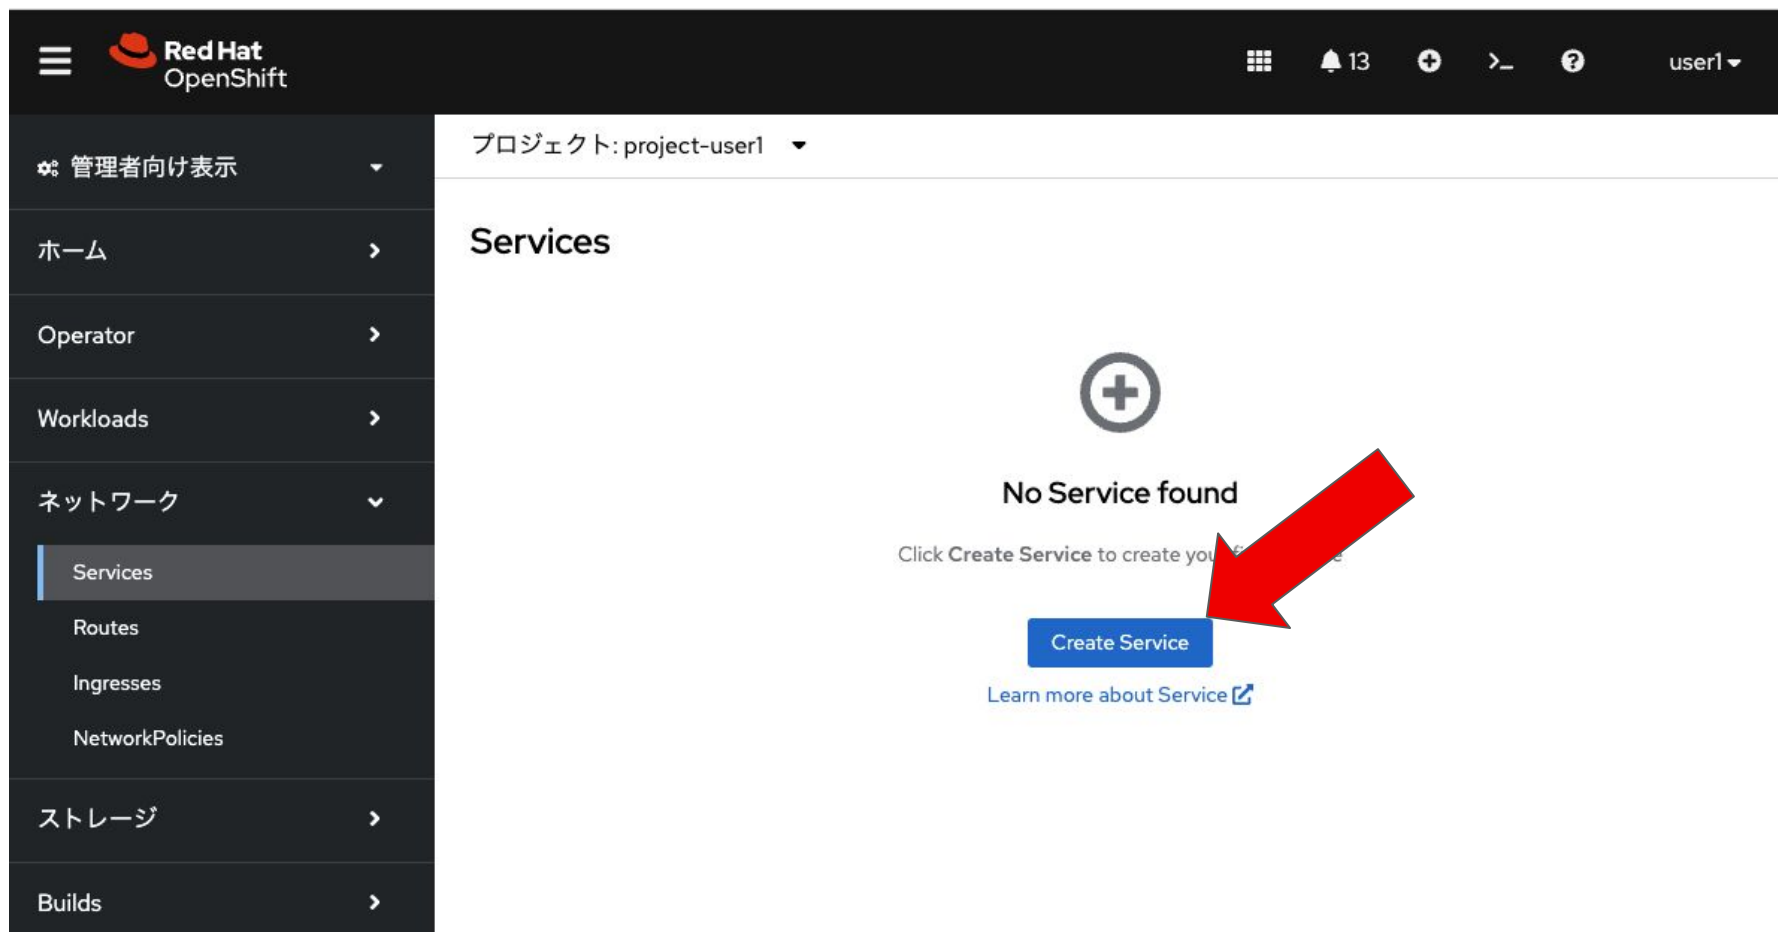 Red Hat
OpenShift
13
user1
管理者向け表示
ホーム
Operator
Workloads
ネットワーク
Services
Routes
Ingresses
NetworkPolicies
ストレージ
Builds
プロジェクト: project-user1
Services
No Service found
Click Create Service to create
Create Service
Learn more about Service